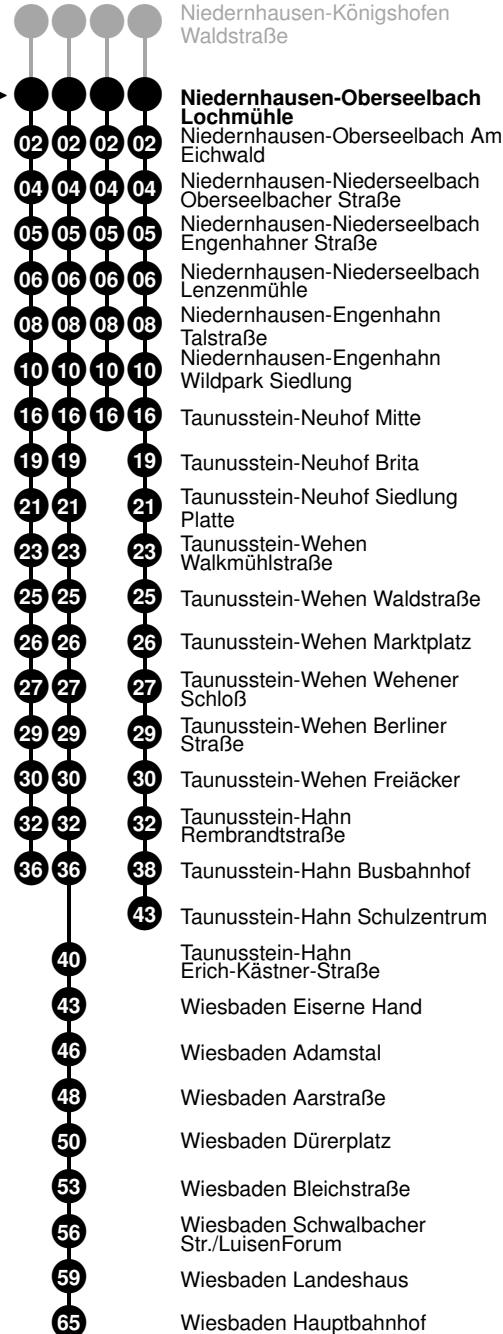 Niedernhausen-Königshofen
Waldstraße
Niedernhausen-Oberseelbach
Lochmühle
02 02 02 02 Niedernhausen-Oberseelbach Am
Eichwald
04 04 04 04 Niedernhausen-Niederseelbach
Oberseelbacher Straße
05 05 05 05 Niedernhausen-Niederseelbach
Engenhahner Straße
06 06 06 06 Niedernhausen-Niederseelbach
Lenzenmühle
08 08 08 08 Niedernhausen-Engenhahn
Talstraße
10 10 10 10 Niedernhausen-Engenhahn
Wildpark Siedlung
16 16 16 16 Taunusstein-Neuhof Mitte
19 19 19 Taunusstein-Neuhof Brita
21 21 21 Taunusstein-Neuhof Siedlung
Platte
23 23 23 Taunusstein-Wehen
Walkmühlstraße
25 25 25 Taunusstein-Wehen Waldstraße
26 26 26 Taunusstein-Wehen Marktplatz
27 27 27 Taunusstein-Wehen Wehener
Schloß
29 29 29 Taunusstein-Wehen Berliner
Straße
30 30 30 Taunusstein-Wehen Freiäcker
32 32 32 Taunusstein-Hahn
Rembrandtstraße
36 36 38 Taunusstein-Hahn Busbahnhof
43 Taunusstein-Hahn Schulzentrum
40 Taunusstein-Hahn
Erich-Kästner-Straße
43 Wiesbaden Eiserne Hand
46 Wiesbaden Adamstal
48 Wiesbaden Aarstraße
50 Wiesbaden Dürerplatz
53 Wiesbaden Bleichstraße
56 Wiesbaden Schwalbacher
Str./LuisenForum
59 Wiesbaden Landeshaus
65 Wiesbaden Hauptbahnhof